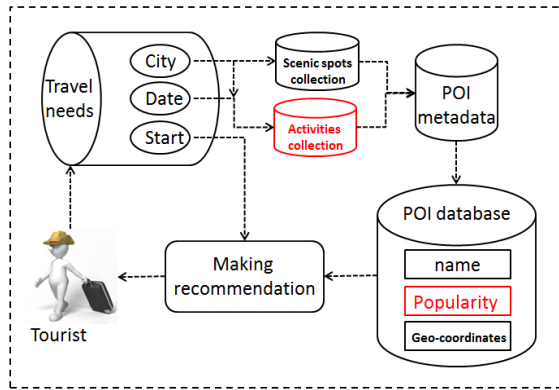 Travel
needs
City
Date
Start
Scenic spots
collection
Activities
collection
POI
metadata
POI database
name
Popularity
Geo-coordinates
Making
recommendation
Tourist